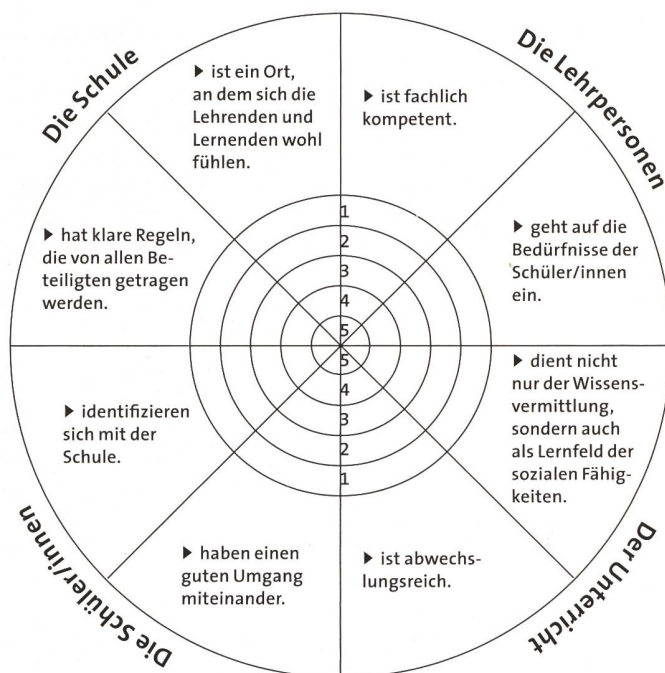 Die Schule
▶ ist ein Ort,
an dem sich die
Lehrenden und
Lernenden wohl
fühlen.
▶ hat klare Regeln,
die von allen Be-
teiligten getragen
werden.
Die Lehrpersonen
▶ ist fachlich
kompetent.
▶ geht auf die
Bedürfnisse der
Schüler/innen
ein.
1
2
3
4
5
5
4
3
2
1
Die Schüler/innen
▶ identifizieren
sich mit der
Schule.
▶ haben einen
guten Umgang
miteinander.
Der Unterricht
▶ dient nicht
nur der Wissens-
vermittlung,
sondern auch
als Lernfeld der
sozialen Fähig-
keiten.
▶ ist abwechs-
lungsreich.